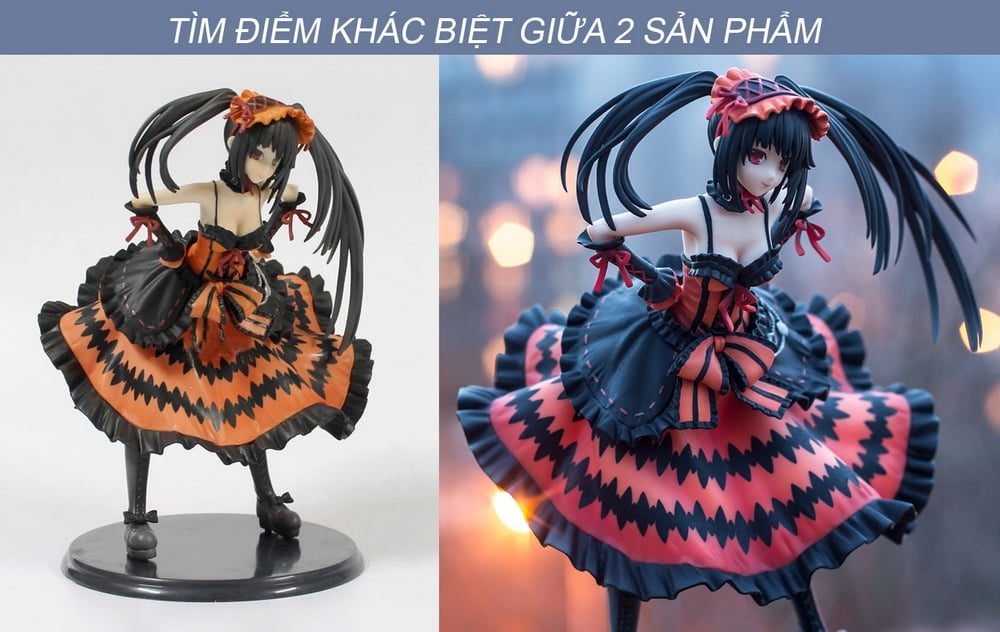 TÌM ĐIỂM KHÁC BIỆT GIỮA 2 SẢN PHẨM